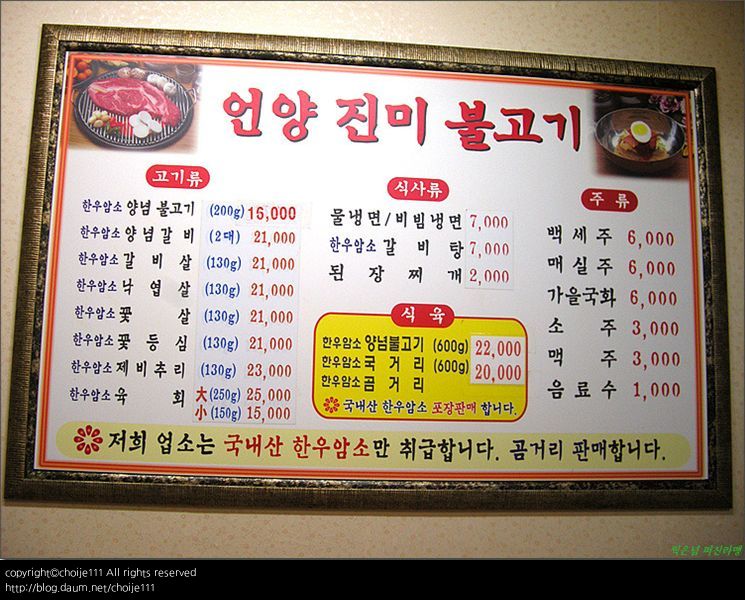 언양 진미 불고기
고기류
한우암소 양념 불고기 (200g) 16,000
한우암소 양념갈비 (2대) 21,000
한우암소 갈비살 (130g) 21,000
한우암소 낙엽살 (130g) 21,000
한우암소 꽃살 (130g) 21,000
한우암소 꽃등심 (130g) 21,000
한우암소 제비추리 (130g) 23,000
한우암소 육회 大 (250g) 25,000
小 (150g) 15,000
식사류
물냉면/비빔냉면 7,000
한우암소 갈비탕 7,000
된장찌개 2,000
식육
한우암소 양념불고기 (600g) 22,000
한우암소 국거리 (600g) 20,000
한우암소 곰거리
국내산 한우암소 포장판매 합니다.
주류
백세주 6,000
매실주 6,000
가을국화 6,000
소주 3,000
맥주 3,000
음료수 1,000
저희 업소는 국내산 한우암소만 취급합니다. 곰거리 판매합니다.
copyright©choije111 All rights reserved
http://blog.daum.net/choije111